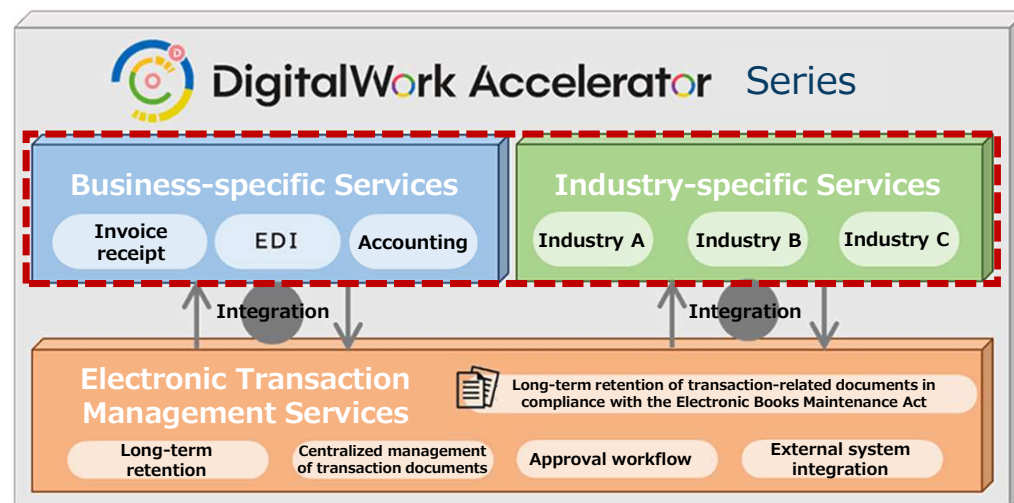 DigitalWork Accelerator Series
Business-specific Services
Invoice
receipt
EDI
Accounting
Industry-specific Services
Industry A
Industry B
Industry C
Integration
Integration
Electronic Transaction
Management Services
Long-term retention of transaction-related documents in
compliance with the Electronic Books Maintenance Act
Long-term
retention
Centralized management
of transaction documents
Approval workflow
External system
integration